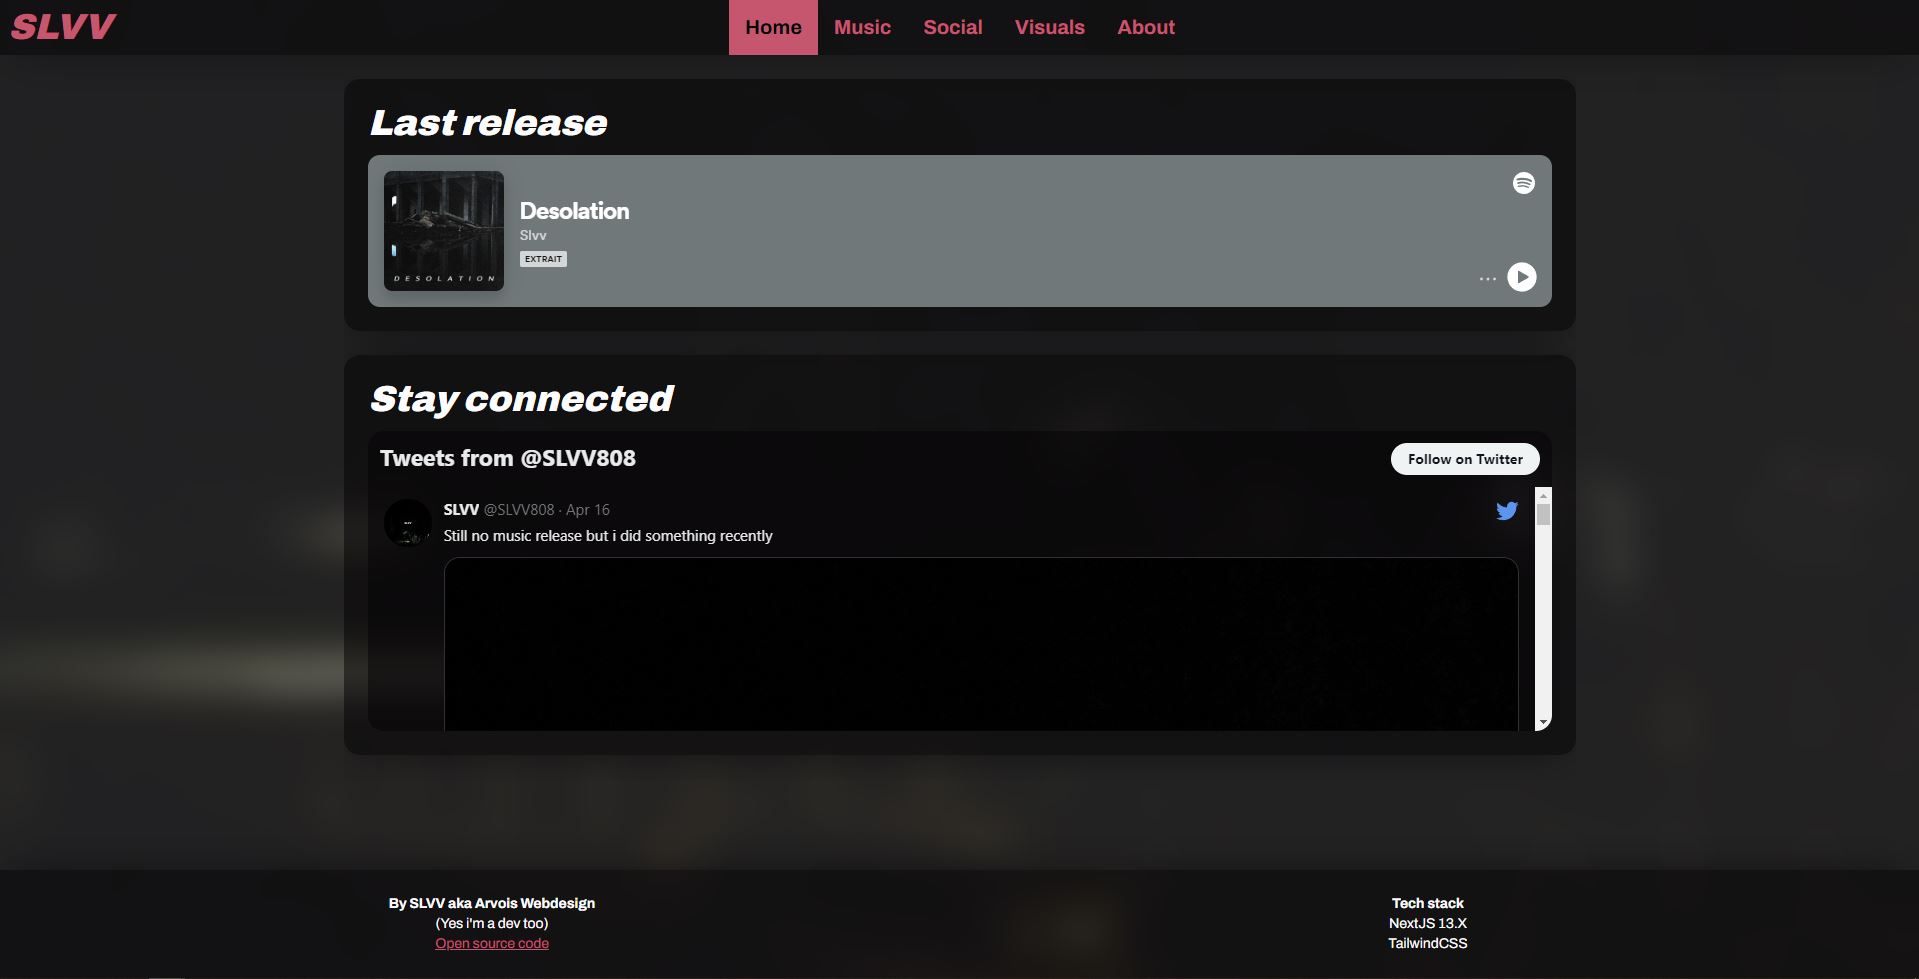 SLVV
Home Music Social Visuals About
Last release
Desolation
Slvv
EXTRAIT
DESOLATION
Stay connected
Tweets from @SLVV808
Follow on Twitter
SLVV @SLVV808 · Apr 16
Still no music release but i did something recently
By SLVV aka Arvois Webdesign
(Yes i'm a dev too)
Open source code
Tech stack
NextJS 13.X
TailwindCSS